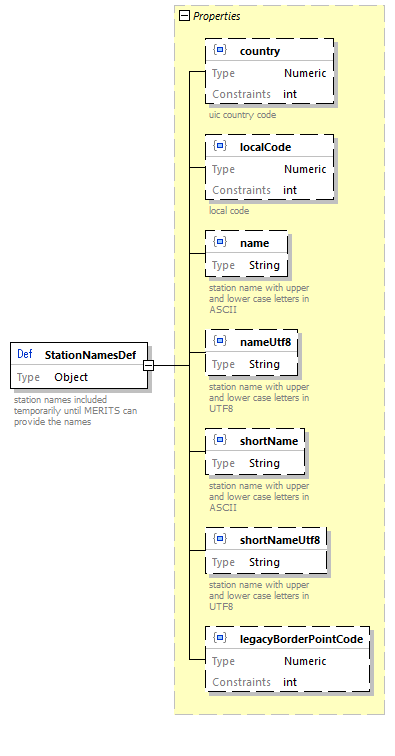 Properties
country
Type Numeric
Constraints int
uic country code
localCode
Type Numeric
Constraints int
local code
name
Type String
station name with upper
and lower case letters in
ASCII
Def StationNamesDef
Type Object
station names included
temporarily until MERITS can
provide the names
nameUtf8
Type String
station name with upper
and lower case letters in
UTF8
shortName
Type String
station name with upper
and lower case letters in
ASCII
shortNameUtf8
Type String
station name with upper
and lower case letters in
UTF8
legacyBorderPointCode
Type Numeric
Constraints int